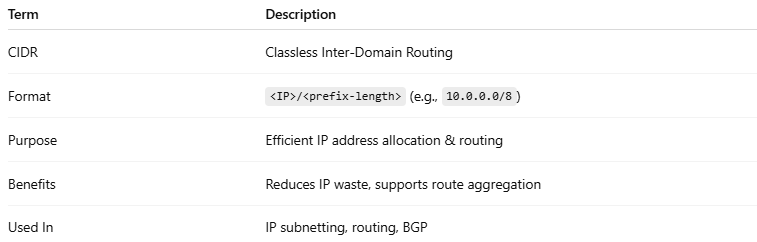 Term Description
CIDR Classless Inter-Domain Routing
Format <IP>/<prefix-length> (e.g., 10.0.0.0/8 )
Purpose Efficient IP address allocation & routing
Benefits Reduces IP waste, supports route aggregation
Used In IP subnetting, routing, BGP